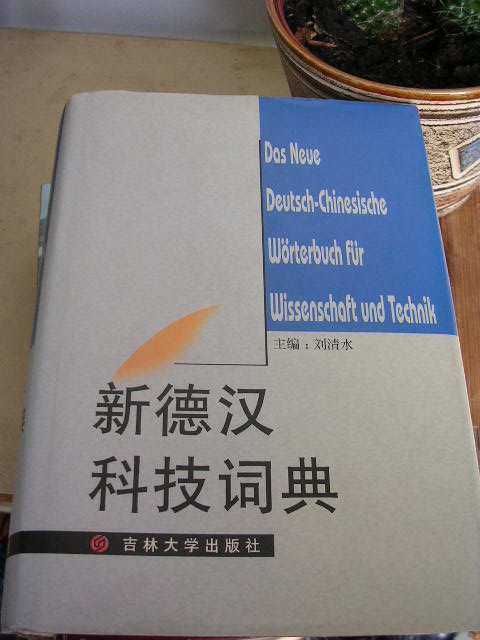 Das Neue
Deutsch-Chinesische
Wörterbuch für
Wissenschaft und Technik
主编：刘清水
新德汉
科技词典
吉林大学出版社